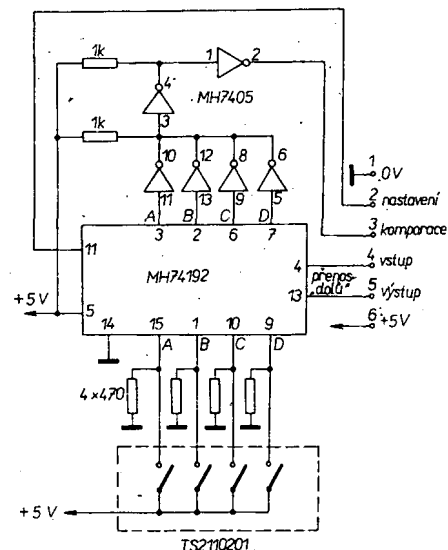 1k
1 2
4
MH7405
3
1k
10 12 8 6
11 13 9 5
A B C D
3 2 6 7
1 0V
2 nastavení
3 komparace
11
MH74192
4
4 vstup
přenos „dolů"
13
5 výstup
+5V
5
6 +5V
14 15 1 10 9
A B C D
4×470
+5V
TS2110201